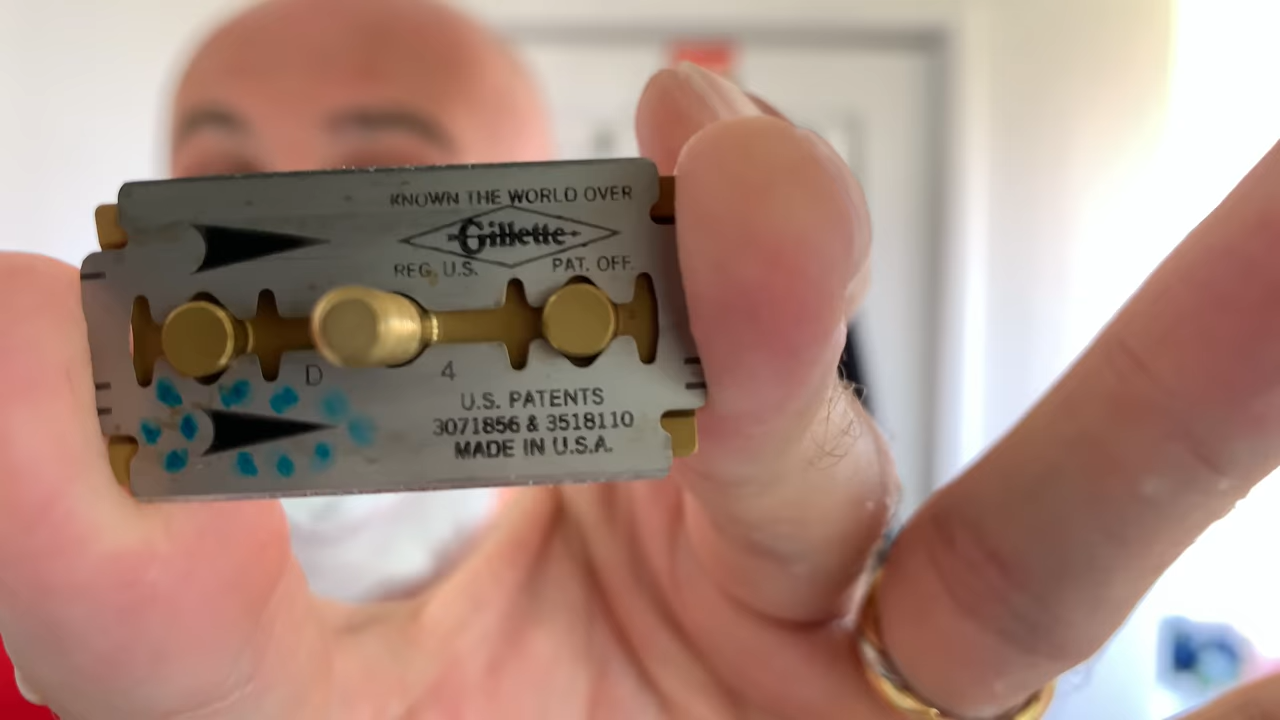 KNOWN THE WORLD OVER
Gillette
REG. U.S. PAT. OFF.
D 4
U.S. PATENTS
3071856 & 3518110
MADE IN U.S.A.